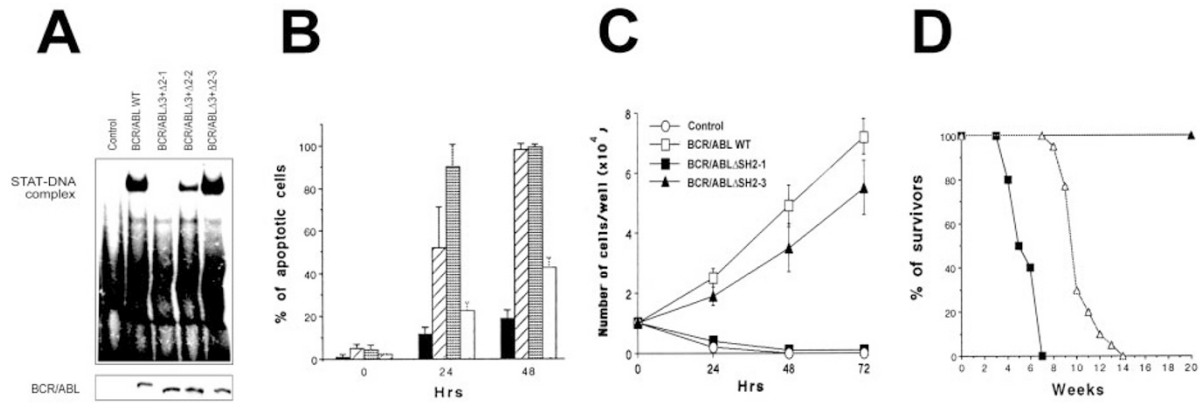 A
Control
BCR/ABL WT
BCR/ABLΔ3+Δ2-1
BCR/ABLΔ3+Δ2-2
BCR/ABLΔ3+Δ2-3
STAT-DNA
complex
BCR/ABL
B
% of apoptotic cells
100
80
60
40
20
0
0
24
48
Hrs
C
Number of cells/well (x10⁴)
8
6
4
2
0
Control
BCR/ABL WT
BCR/ABLΔSH2-1
BCR/ABLΔSH2-3
0
24
48
72
Hrs
D
% of survivors
100
80
60
40
20
0
0 2 4 6 8 10 12 14 16 18 20
Weeks